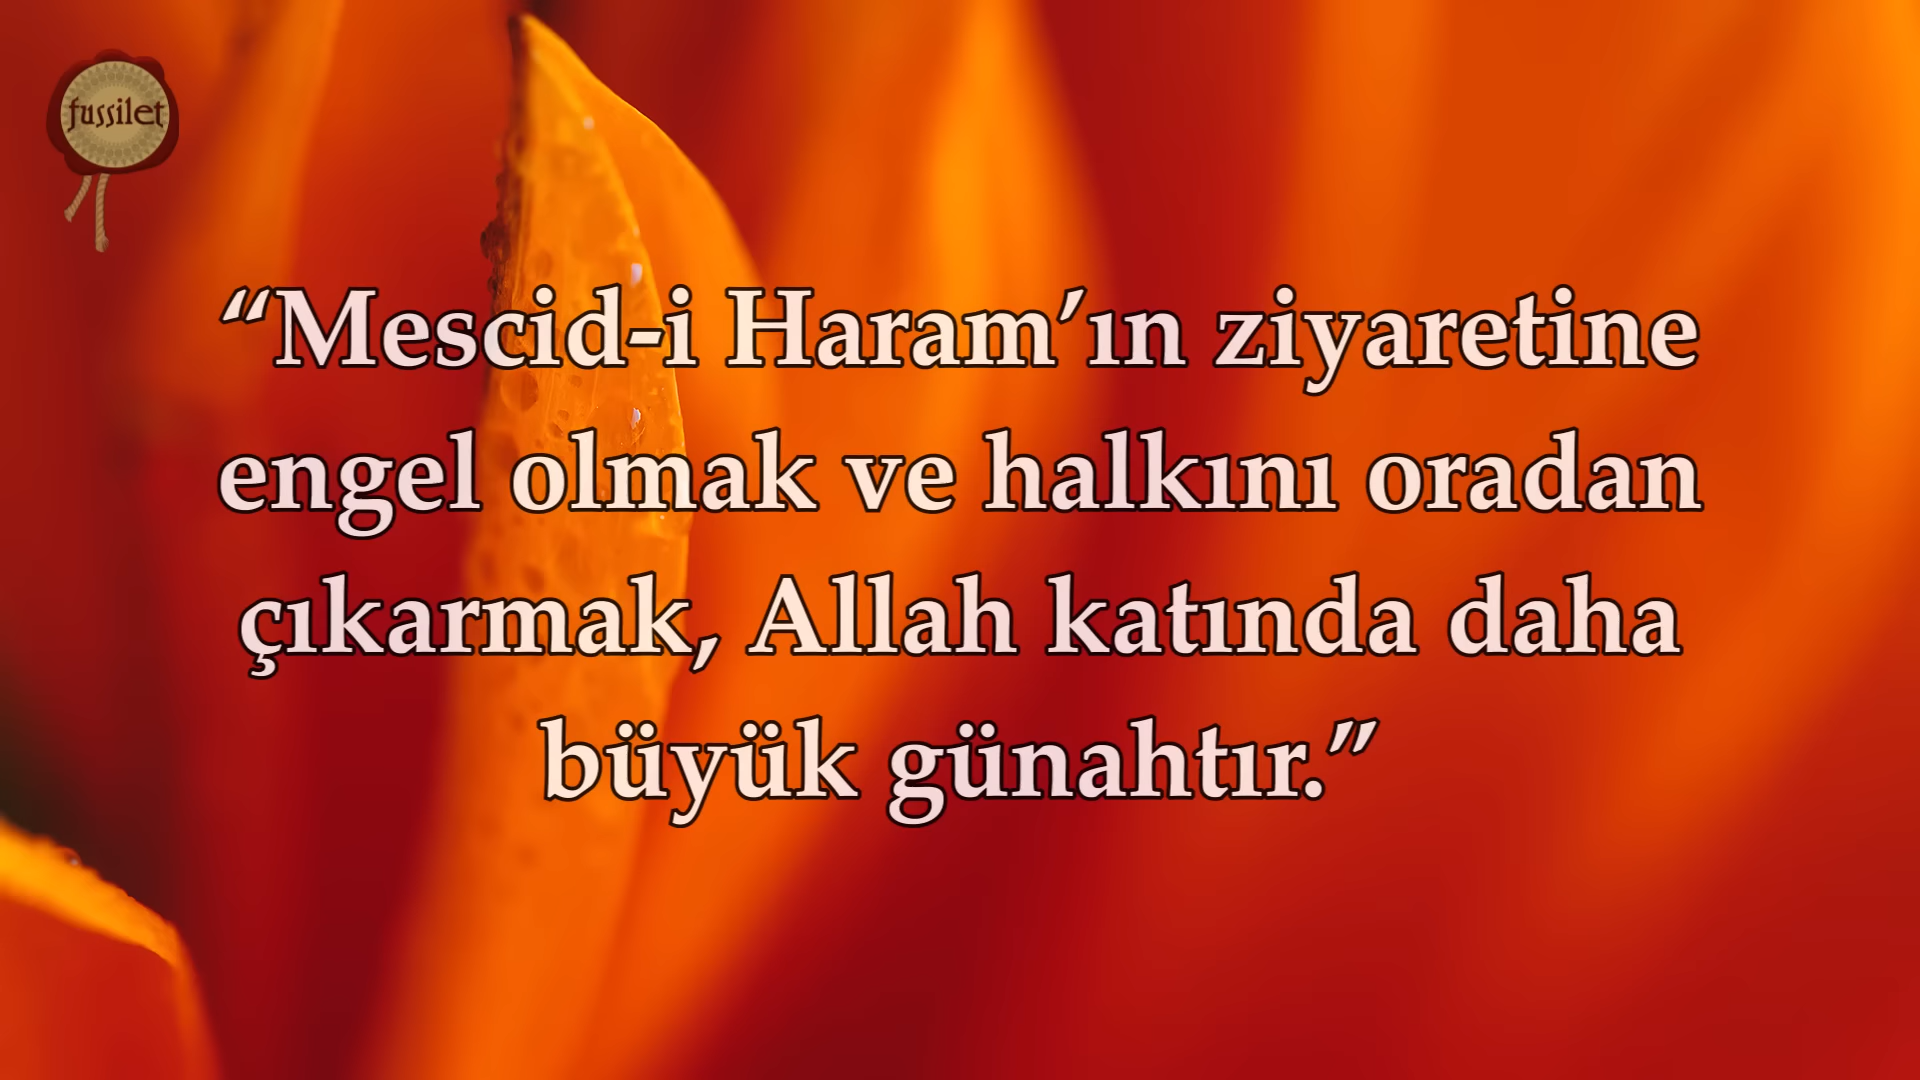 fussilet
“Mescid-i Haram’ın ziyaretine
engel olmak ve halkını oradan
çıkarmak, Allah katında daha
büyük günahtır.”